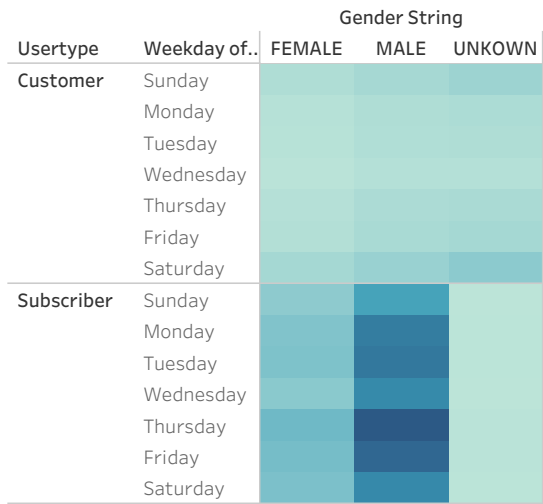 Gender String
Usertype Weekday of.. FEMALE MALE UNKOWN
Customer Sunday
Monday
Tuesday
Wednesday
Thursday
Friday
Saturday
Subscriber Sunday
Monday
Tuesday
Wednesday
Thursday
Friday
Saturday